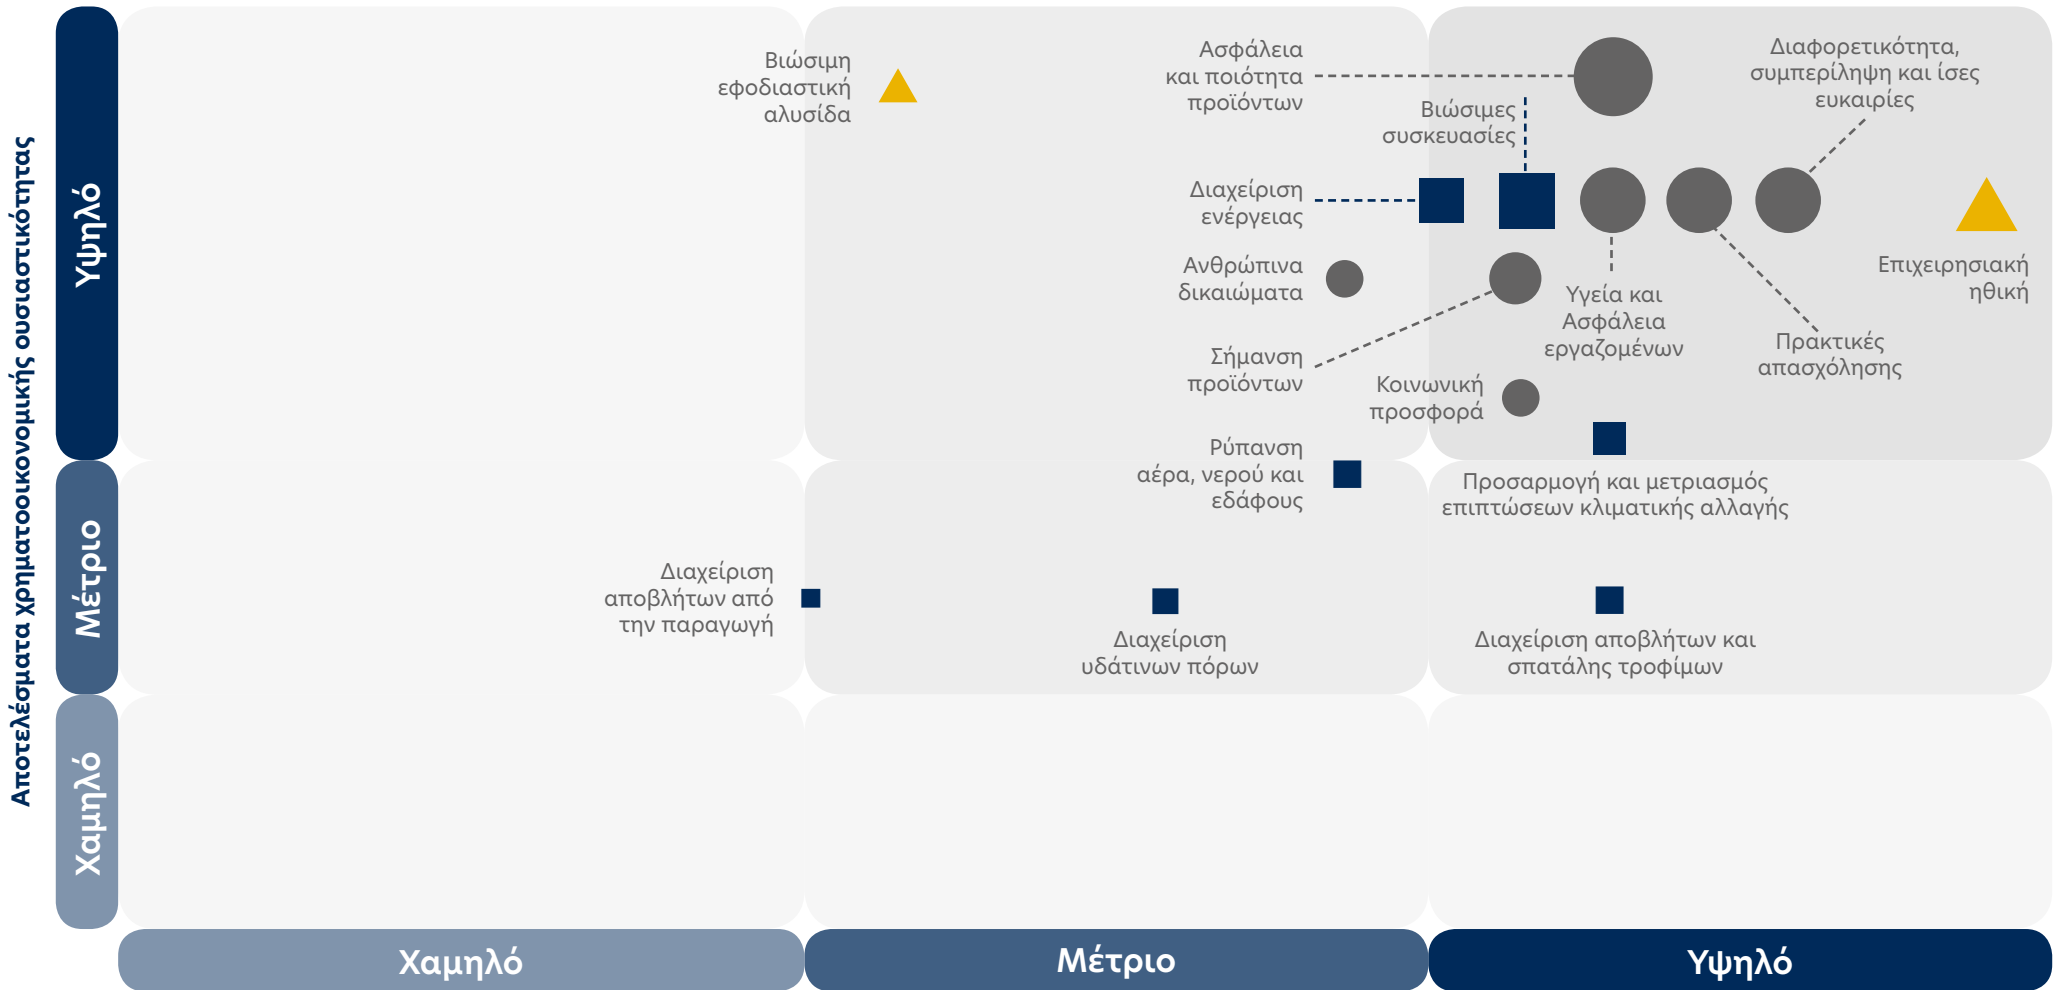 Αποτελέσματα χρηματοοικονομικής ουσιαστικότητας
Υψηλό
Μέτριο
Χαμηλό
Βιώσιμη
εφοδιαστική
αλυσίδα
Ασφάλεια
και ποιότητα
προϊόντων
Βιώσιμες
συσκευασίες
Διαφορετικότητα,
συμπερίληψη και ίσες
ευκαιρίες
Διαχείριση
ενέργειας
Ανθρώπινα
δικαιώματα
Σήμανση
προϊόντων
Υγεία και
Ασφάλεια
εργαζομένων
Πρακτικές
απασχόλησης
Επιχειρησιακή
ηθική
Κοινωνική
προσφορά
Ρύπανση
αέρα, νερού και
εδάφους
Προσαρμογή και μετριασμός
επιπτώσεων κλιματικής αλλαγής
Διαχείριση
αποβλήτων από
την παραγωγή
Διαχείριση
υδάτινων πόρων
Διαχείριση αποβλήτων και
σπατάλης τροφίμων
Χαμηλό
Μέτριο
Υψηλό